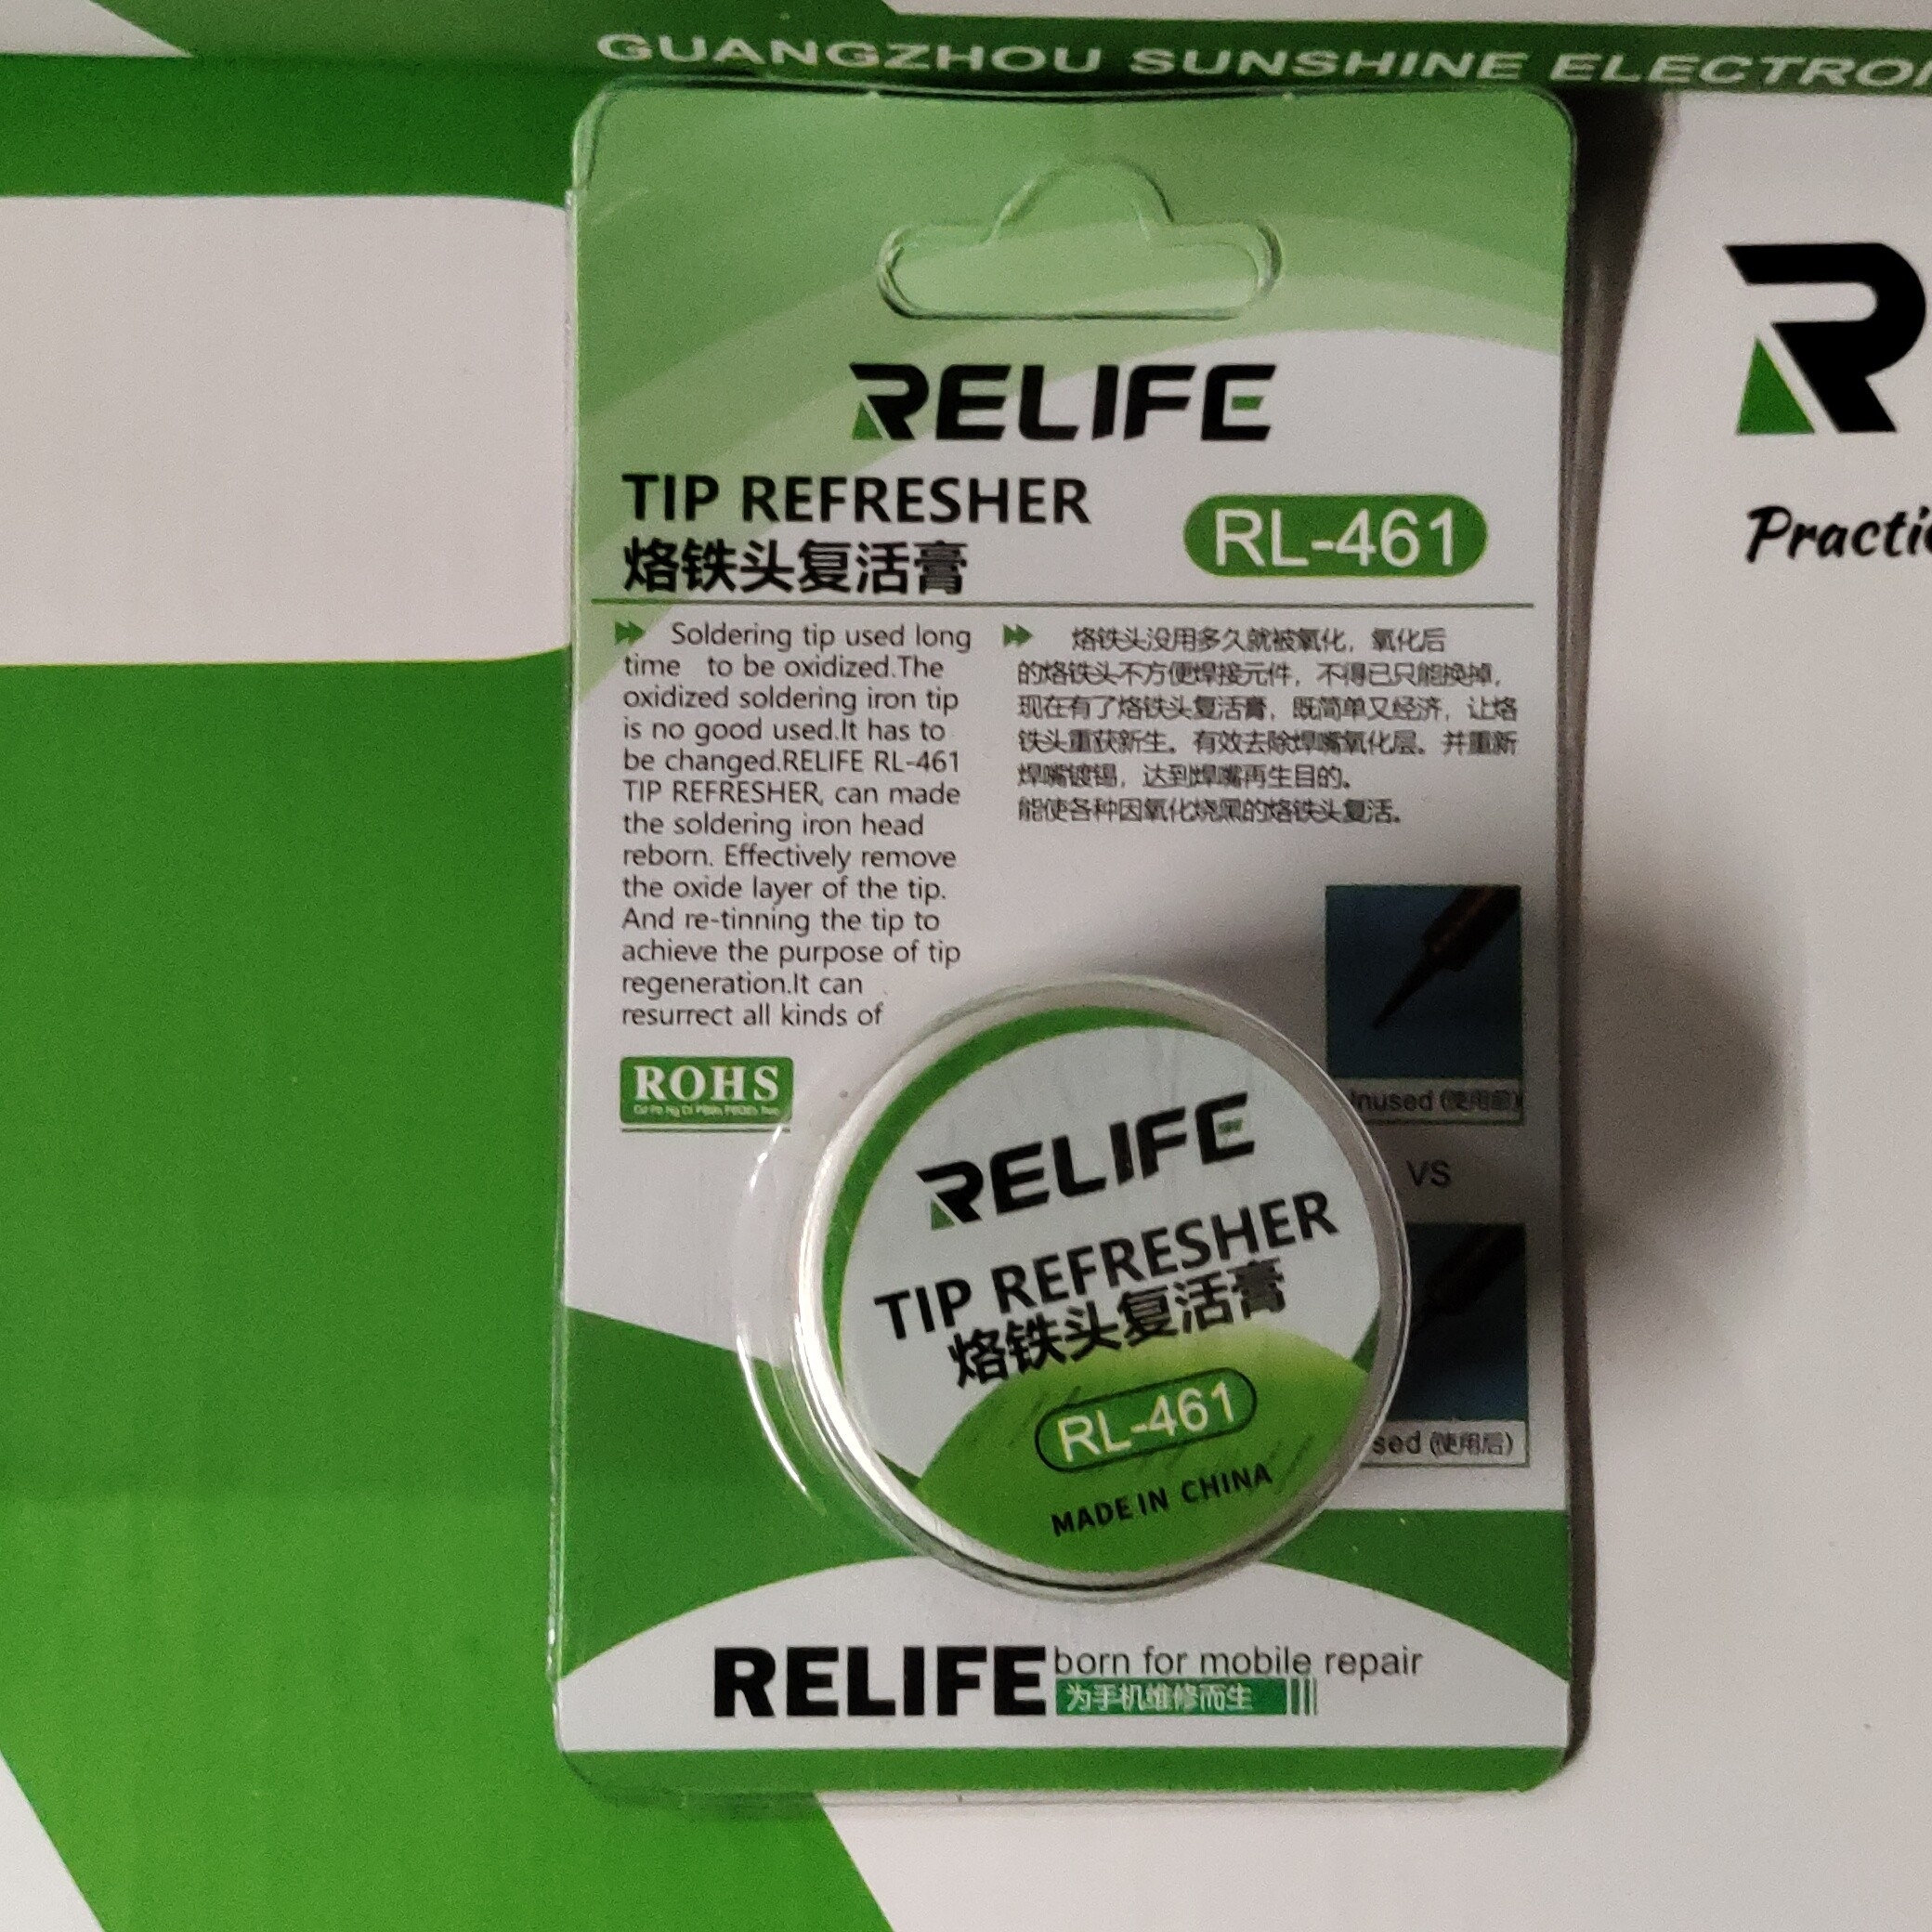 GUANGZHOU SUNSHINE
RELIFE
TIP REFRESHER
烙铁头复活膏
RL-461
Soldering tip used long
time to be oxidized.The
oxidized soldering iron tip
is no good used.It has to
be changed.RELIFE RL-461
TIP REFRESHER, can made
the soldering iron head
reborn. Effectively remove
the oxide layer of the tip.
And re-tinning the tip to
achieve the purpose of tip
regeneration.It can
resurrect all kinds of
烙铁头没用多久就被氧化，氧化后
的烙铁头不方便焊接元件，不得已只能换掉，
现在有了烙铁头复活膏，既简单又经济，让烙
铁头重获新生。有效去除焊嘴氧化层。并重新
焊嘴镀锡，达到焊嘴再生目的。
能使各种因氧化烧黑的烙铁头复活。
ROHS
(使用前)
VS
(使用后)
RELIFE
TIP REFRESHER
烙铁头复活膏
RL-461
MADE IN CHINA
RELIFE born for mobile repair
为手机维修而生
R